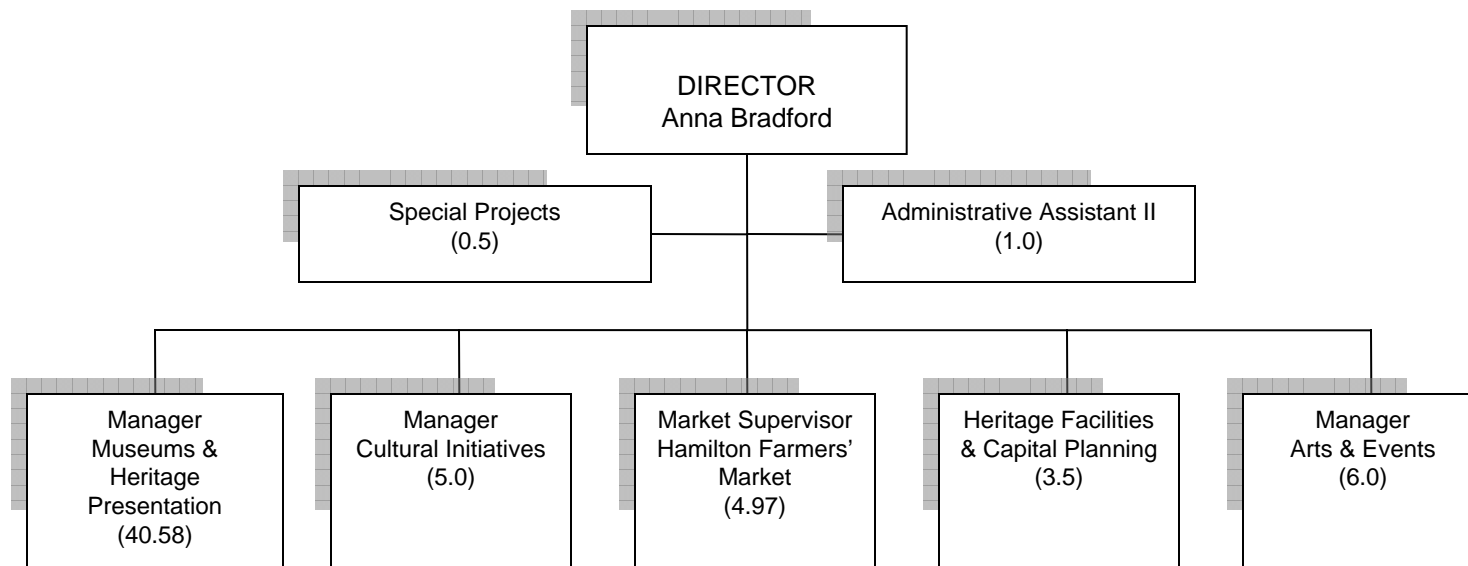 DIRECTOR
Anna Bradford
Special Projects
(0.5)
Administrative Assistant II
(1.0)
Manager
Museums &
Heritage
Presentation
(40.58)
Manager
Cultural Initiatives
(5.0)
Market Supervisor
Hamilton Farmers’
Market
(4.97)
Heritage Facilities
& Capital Planning
(3.5)
Manager
Arts & Events
(6.0)